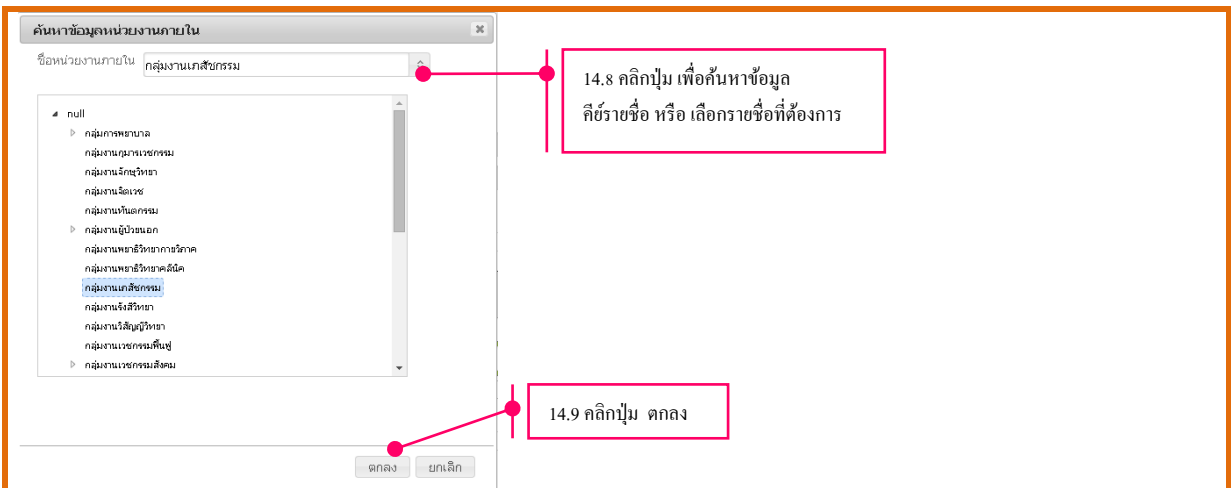 ค้นหาข้อมูลหน่วยงานภายใน
ชื่อหน่วยงานภายใน กลุ่มงานเภสัชกรรม
null
กลุ่มการพยาบาล
กลุ่มงานกุมารเวชกรรม
กลุ่มงานจักษุวิทยา
กลุ่มงานจิตเวช
กลุ่มงานทันตกรรม
กลุ่มงานผู้ป่วยนอก
กลุ่มงานพยาธิวิทยากายวิภาค
กลุ่มงานพยาธิวิทยาคลินิค
กลุ่มงานเภสัชกรรม
กลุ่มงานรังสีวิทยา
กลุ่มงานวิสัญญีวิทยา
กลุ่มงานเวชกรรมฟื้นฟู
กลุ่มงานเวชกรรมสังคม
ตกลง ยกเลิก
14.8 คลิกปุ่ม เพื่อค้นหาข้อมูล
คีย์รายชื่อ หรือ เลือกรายชื่อที่ต้องการ
14.9 คลิกปุ่ม ตกลง